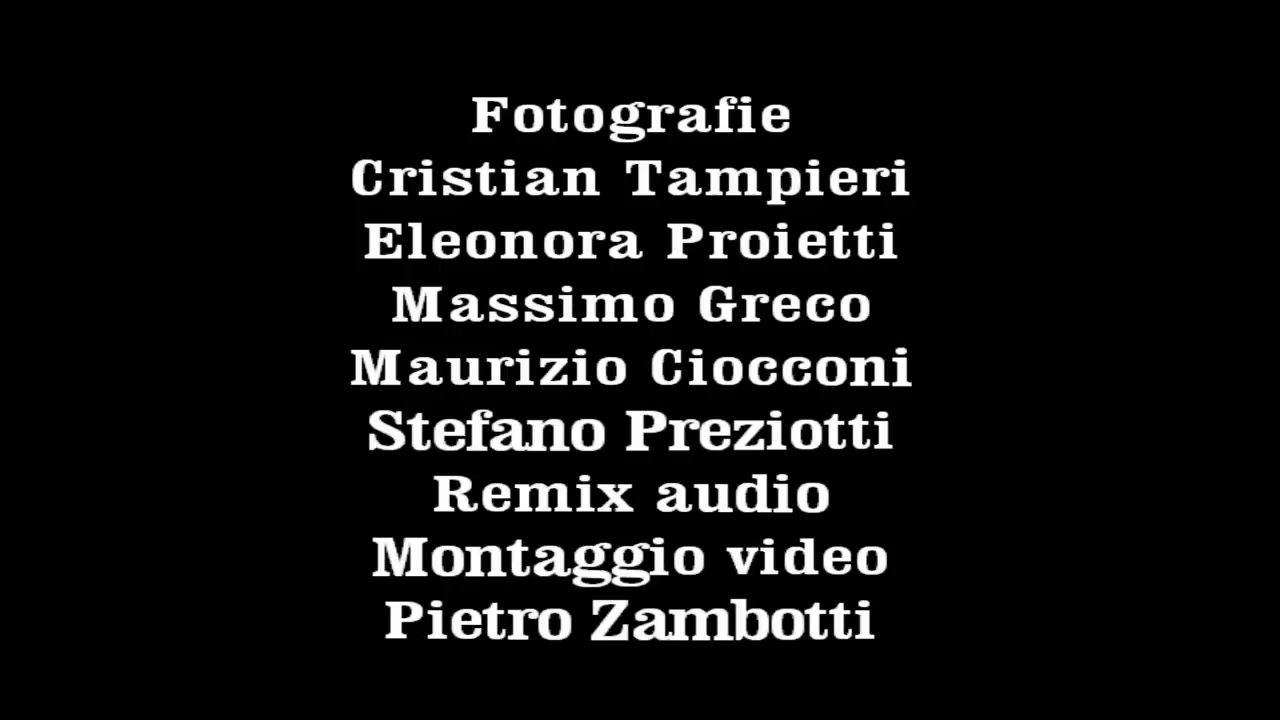 Fotografie
Cristian Tampieri
Eleonora Proietti
Massimo Greco
Maurizio Ciocconi
Stefano Preziotti
Remix audio
Montaggio video
Pietro Zambotti